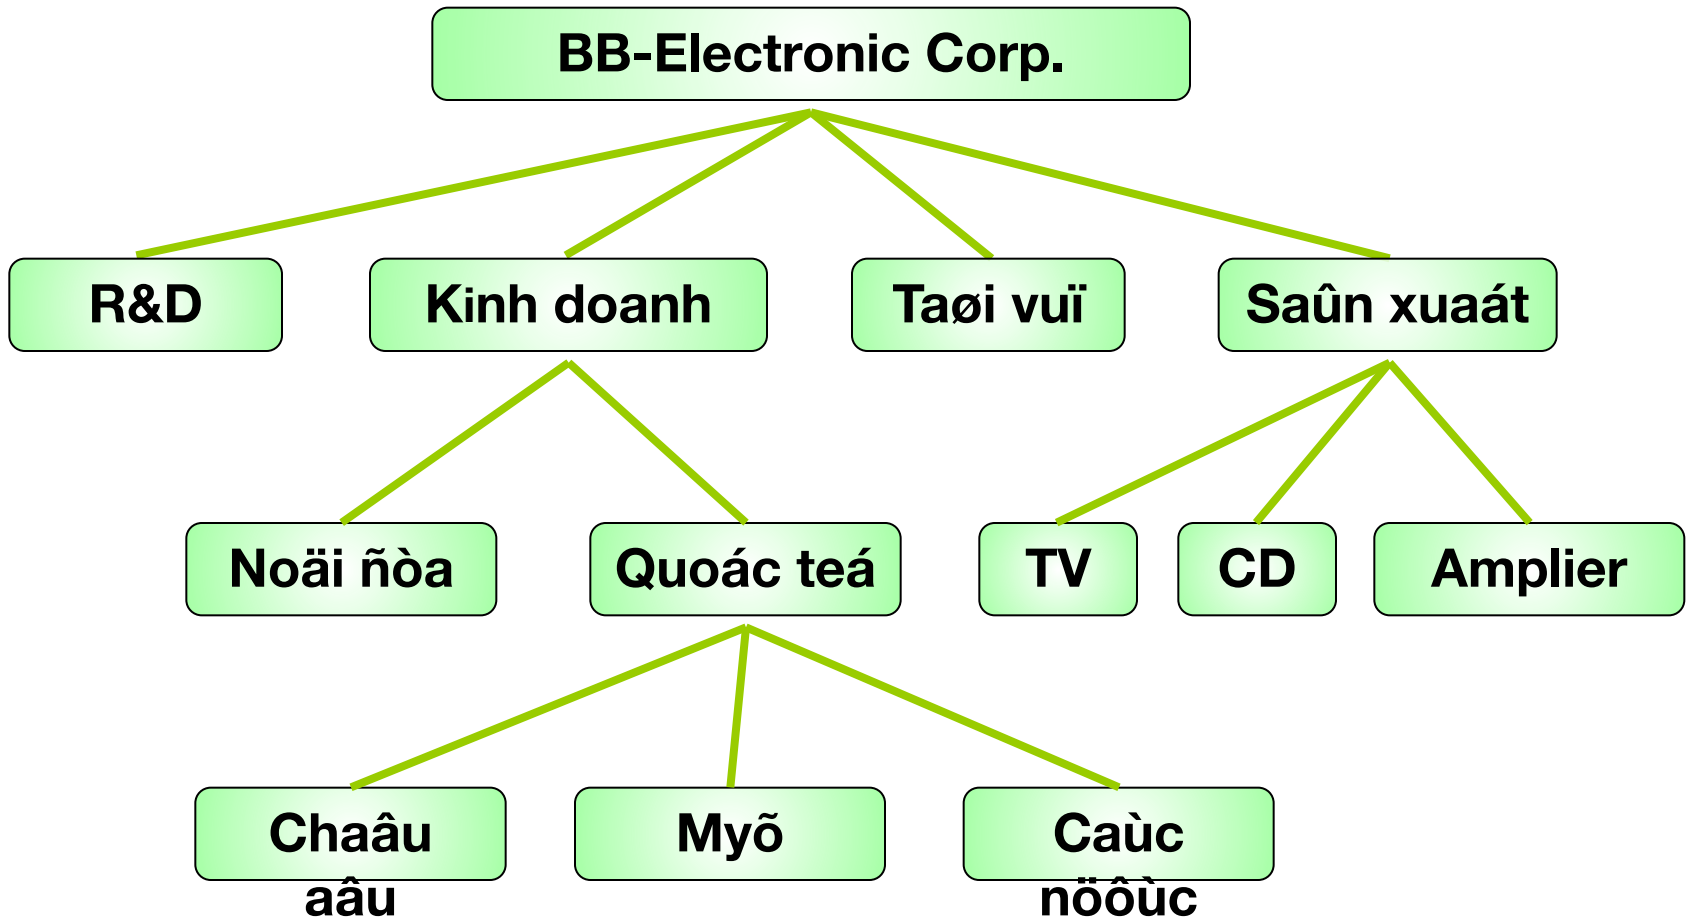 BB-Electronic Corp.
R&D
Kinh doanh
Taøi vuï
Saûn xuaát
Noäi ñòa
Quoác teá
TV
CD
Amplier
Chaâu
aâu
Myõ
Caùc
nöôùc